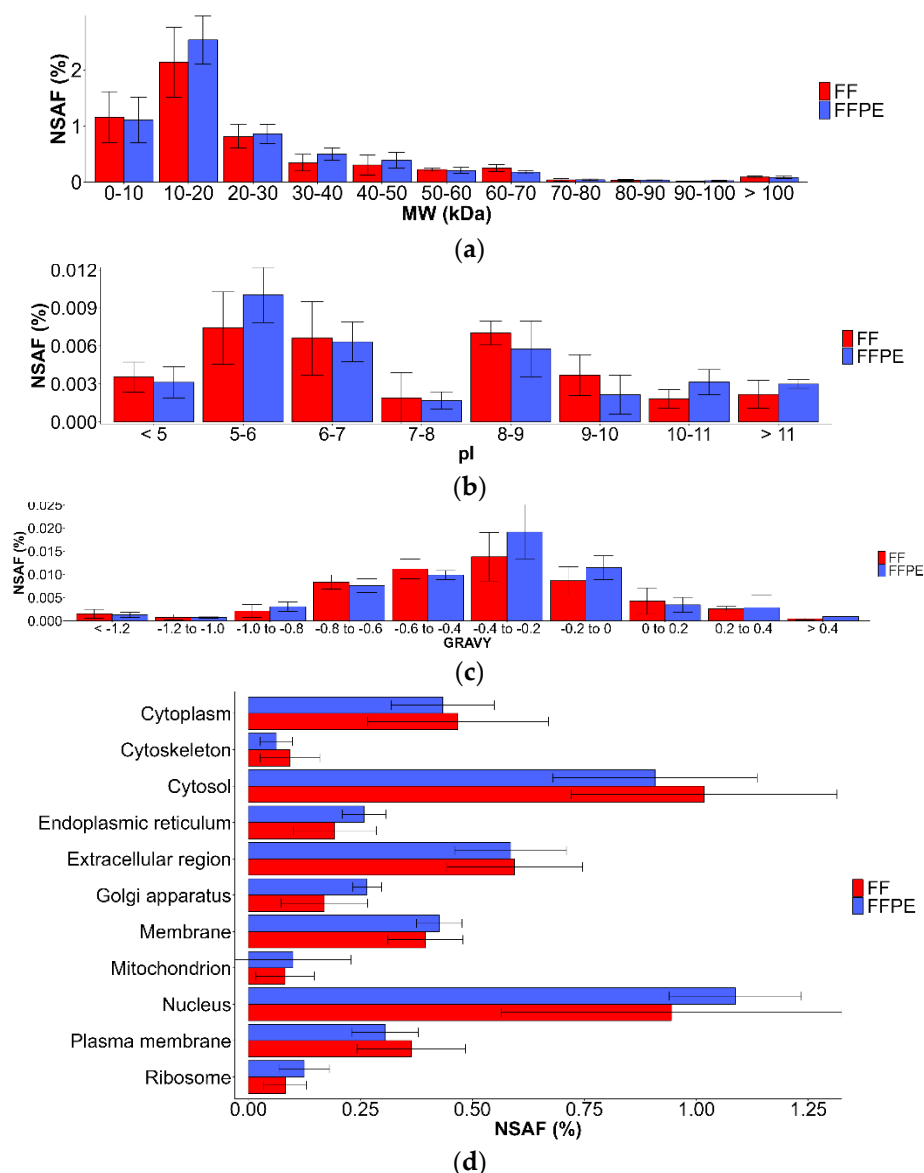 NSAF (%)
2
1
0
0-10 10-20 20-30 30-40 40-50 50-60 60-70 70-80 80-90 90-100 > 100
MW (kDa)
FF
FFPE
(a)
NSAF (%)
0.012
0.009
0.006
0.003
0.000
< 5 5-6 6-7 7-8 8-9 9-10 10-11 > 11
pI
FF
FFPE
(b)
NSAF (%)
0.025
0.020
0.015
0.010
0.005
0.000
< -1.2 -1.2 to -1.0 -1.0 to -0.8 -0.8 to -0.6 -0.6 to -0.4 -0.4 to -0.2 -0.2 to 0 0 to 0.2 0.2 to 0.4 > 0.4
GRAVY
FF
FFPE
(c)
Cytoplasm
Cytoskeleton
Cytosol
Endoplasmic reticulum
Extracellular region
Golgi apparatus
Membrane
Mitochondrion
Nucleus
Plasma membrane
Ribosome
0.00 0.25 0.50 0.75 1.00 1.25
NSAF (%)
FF
FFPE
(d)